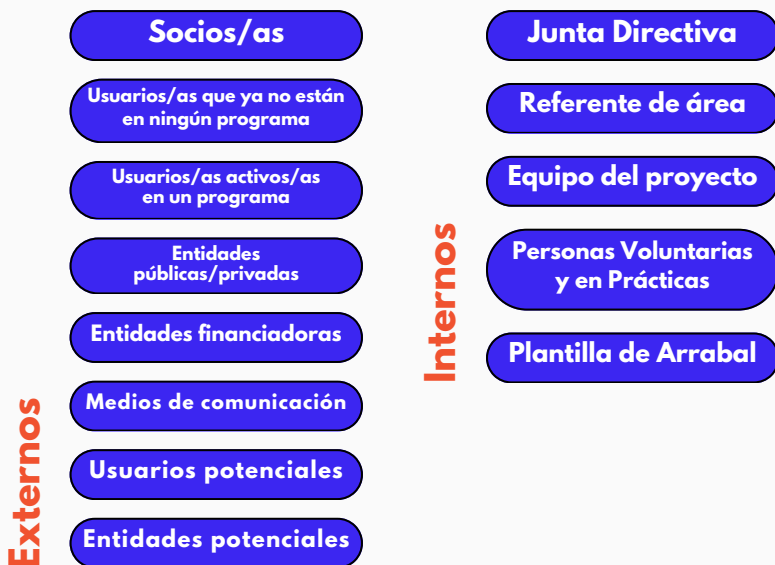 Externos
Socios/as
Usuarios/as que ya no están
en ningún programa
Usuarios/as activos/as
en un programa
Entidades
públicas/privadas
Entidades financiadoras
Medios de comunicación
Usuarios potenciales
Entidades potenciales
Internos
Junta Directiva
Referente de área
Equipo del proyecto
Personas Voluntarias
y en Prácticas
Plantilla de Arrabal